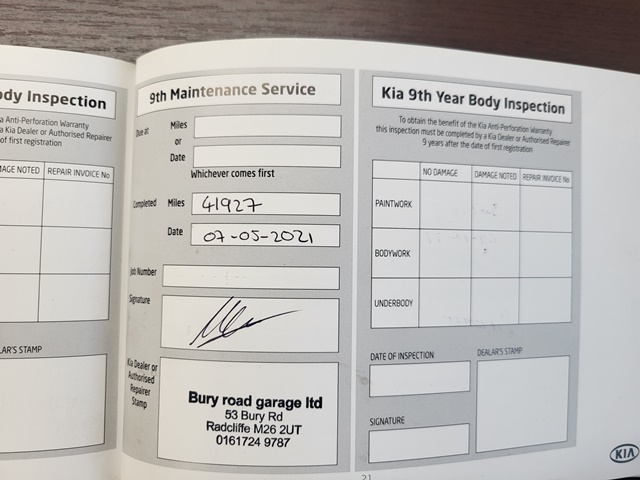 ody Inspection
Kia Anti-Perforation Warranty
a Kia Dealer or Authorised Repairer
of first registration
AGE NOTED REPAIR INVOICE No
LAR'S STAMP
9th Maintenance Service
Due at
Miles
or
Date
Whichever comes first
Completed
Miles 41927
Date 07-05-2021
Job Number
Signature
Kia Dealer or
Authorised
Repairer
Stamp
Bury road garage ltd
53 Bury Rd
Radcliffe M26 2UT
0161724 9787
Kia 9th Year Body Inspection
To obtain the benefit of the Kia Anti-Perforation Warranty
this inspection must be completed by a Kia Dealer or Authorised Repairer
9 years after the date of first registration
NO DAMAGE DAMAGE NOTED REPAIR INVOICE No
PAINTWORK
BODYWORK
UNDERBODY
DATE OF INSPECTION
DEALAR'S STAMP
SIGNATURE
21
KIA